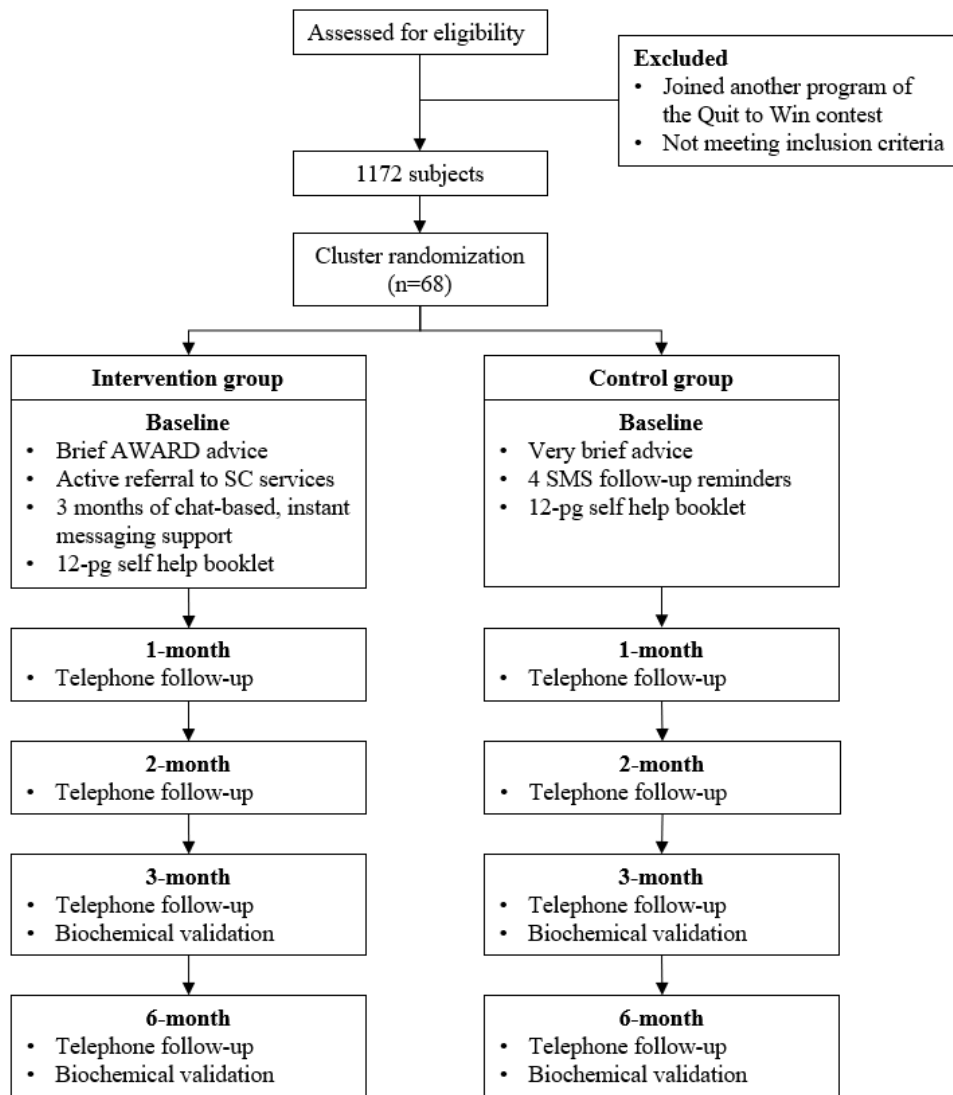 Assessed for eligibility
Excluded
• Joined another program of
the Quit to Win contest
• Not meeting inclusion criteria
1172 subjects
Cluster randomization
(n=68)
Intervention group
Baseline
• Brief AWARD advice
• Active referral to SC services
• 3 months of chat-based, instant
messaging support
• 12-pg self help booklet
Control group
Baseline
• Very brief advice
• 4 SMS follow-up reminders
• 12-pg self help booklet
1-month
• Telephone follow-up
1-month
• Telephone follow-up
2-month
• Telephone follow-up
2-month
• Telephone follow-up
3-month
• Telephone follow-up
• Biochemical validation
3-month
• Telephone follow-up
• Biochemical validation
6-month
• Telephone follow-up
• Biochemical validation
6-month
• Telephone follow-up
• Biochemical validation